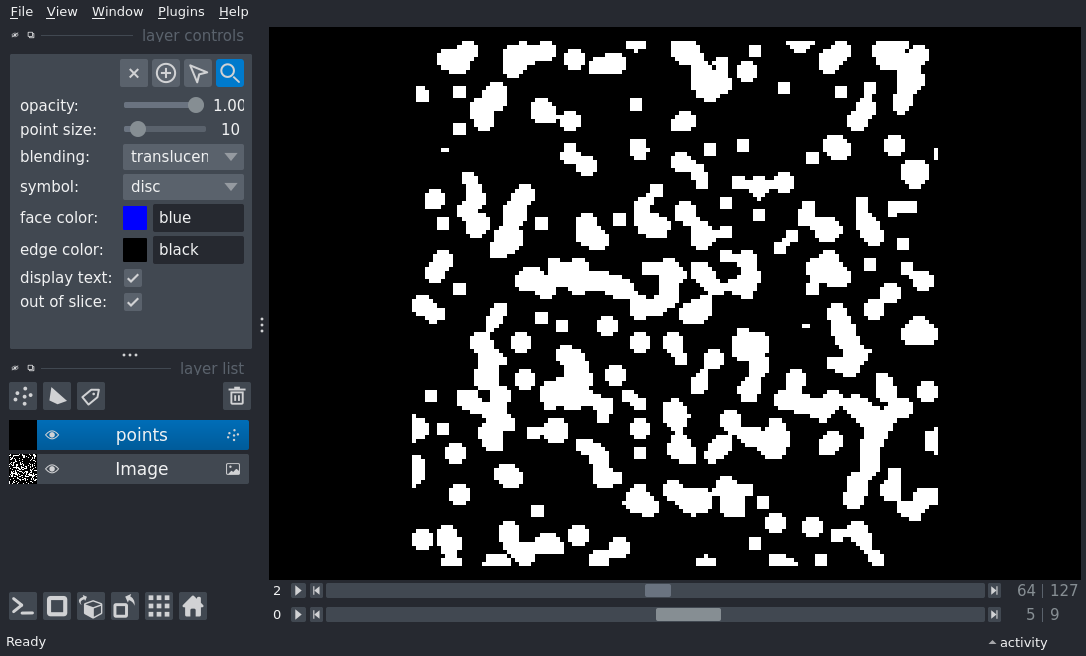 File View Window Plugins Help
layer controls
opacity: 1.00
point size: 10
blending: translucen
symbol: disc
face color: blue
edge color: black
display text:
out of slice:
layer list
points
Image
2 64 127
0 5 9
Ready activity